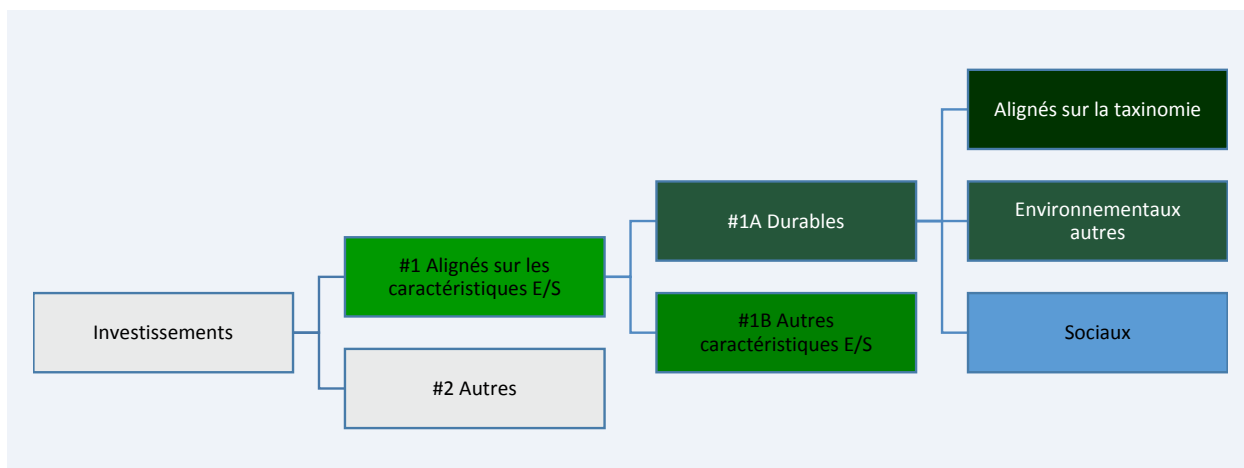 Investissements
#1 Alignés sur les
caractéristiques E/S
#2 Autres
#1A Durables
#1B Autres
caractéristiques E/S
Alignés sur la taxinomie
Environnementaux
autres
Sociaux